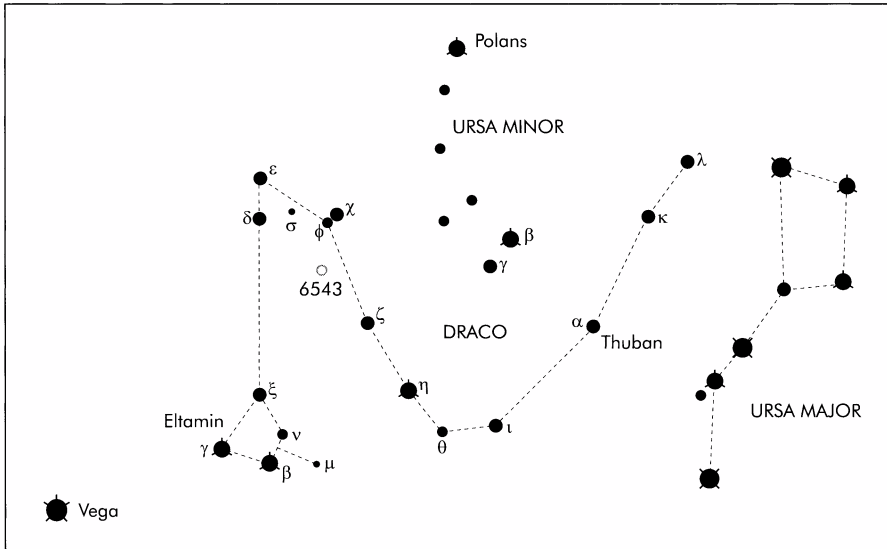 Polans
URSA MINOR
λ
ε
χ
σ
δ
φ
κ
β
γ
6543
ζ
α
DRACO
Thuban
η
ξ
URSA MAJOR
Eltamin
ι
ν
θ
γ
β
μ
Vega